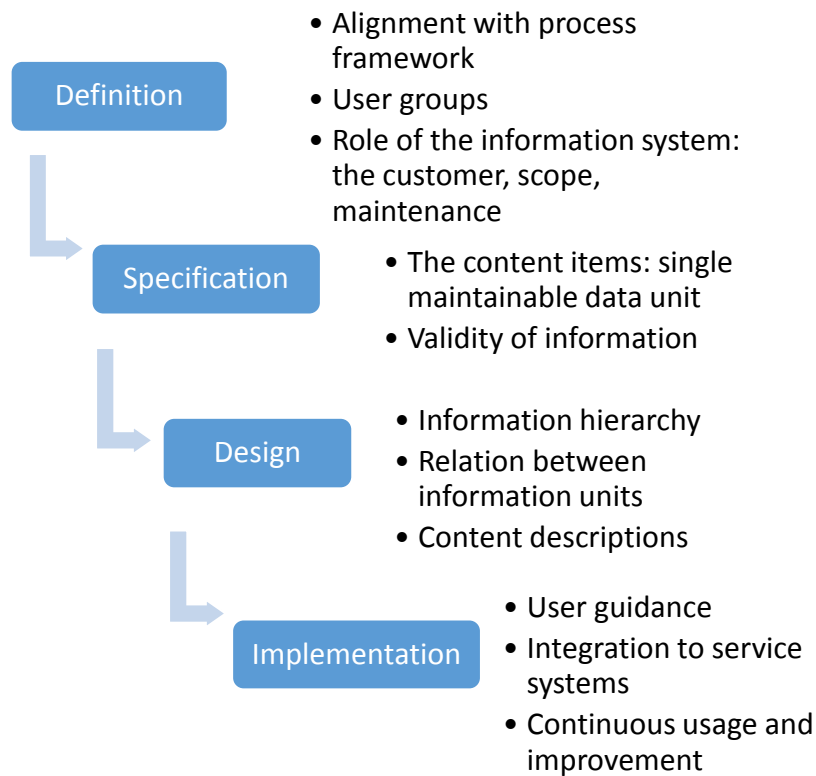 Definition
• Alignment with process
framework
• User groups
• Role of the information system:
the customer, scope,
maintenance
Specification
• The content items: single
maintainable data unit
• Validity of information
Design
• Information hierarchy
• Relation between
information units
• Content descriptions
Implementation
• User guidance
• Integration to service
systems
• Continuous usage and
improvement